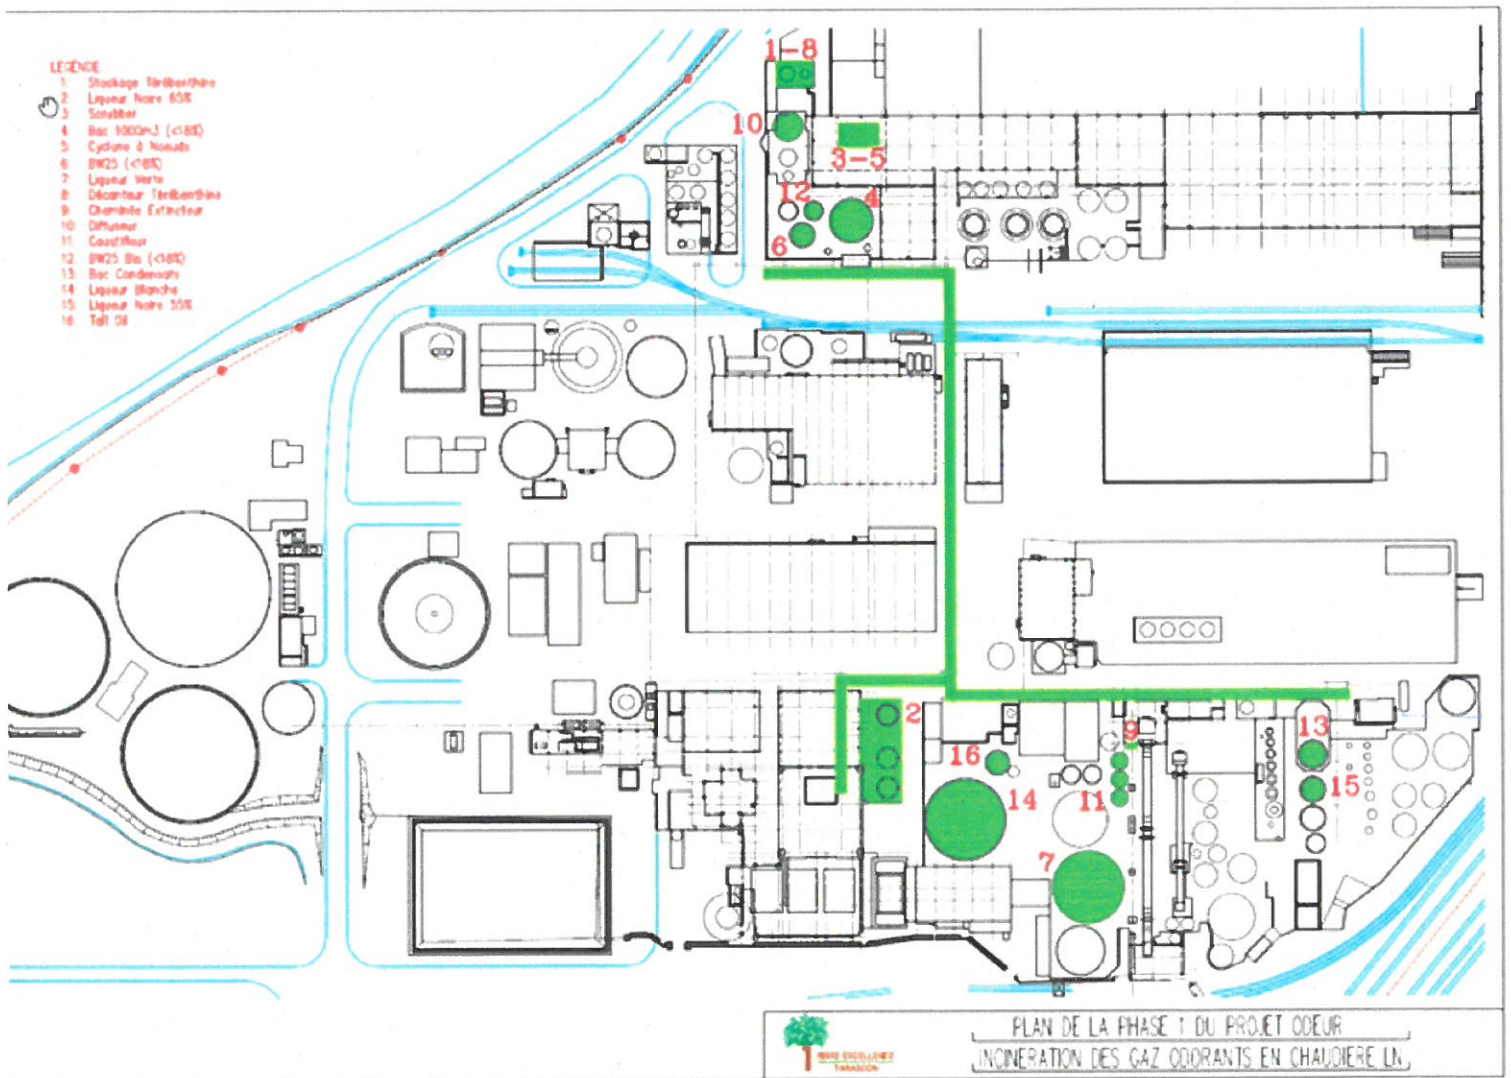 LEGENDE
1 Stockage Térébenthine
2 Liqueur Noire 65%
3 Scrubber
4 Bac 1000m3 (<18%)
5 Cyclone à Noeuds
6 BW25 (<18%)
7 Liqueur Verte
8 Décanteur Térébenthine
9 Cheminée Extracteur
10 Diffuseur
11 Caustifieur
12 BW25 Bis (<18%)
13 Bac Condensats
14 Liqueur Blanche
15 Liqueur Noire 55%
16 Tall Oil
1-8
10
3-5
12
4
6
2
9
13
16
15
14
11
7
PLAN DE LA PHASE 1 DU PROJET ODEUR
INCINERATION DES GAZ ODORANTS EN CHAUDIERE LN
EXCELLENCE
TARASCON